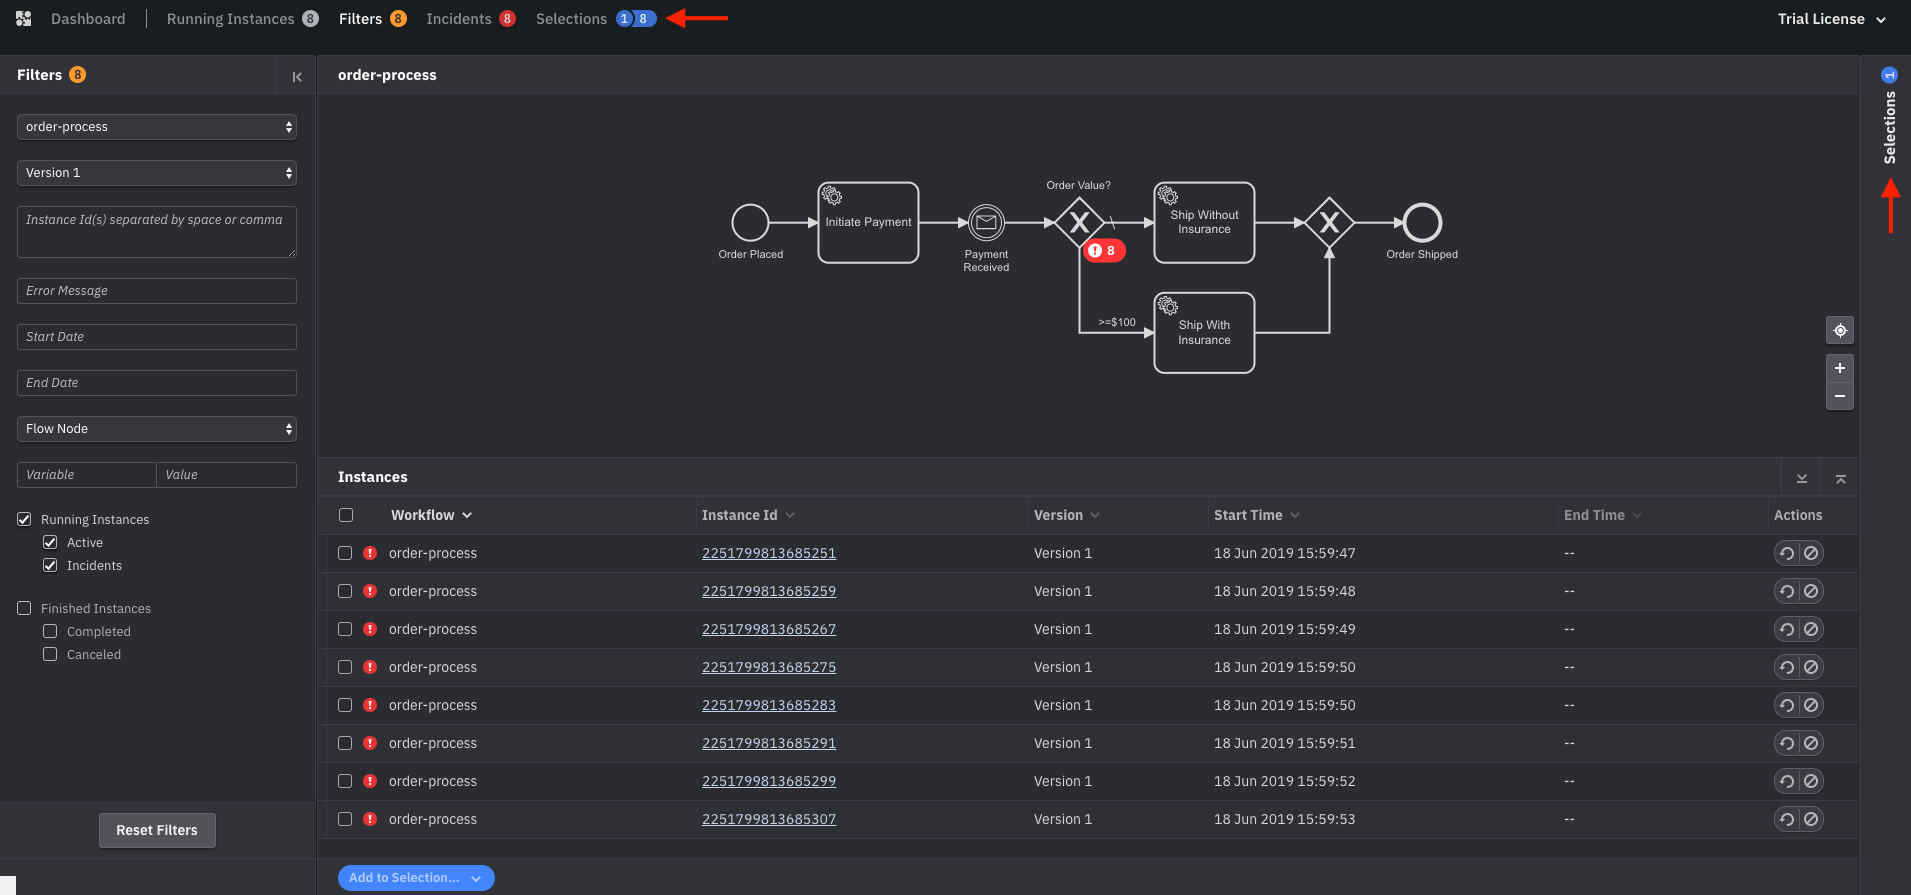 Dashboard Running Instances 8 Filters 8 Incidents 8 Selections 1 8 Trial License
Filters 8
order-process
Version 1
Instance Id(s) separated by space or comma
Error Message
Start Date
End Date
Flow Node
Variable Value
Running Instances
Active
Incidents
Finished Instances
Completed
Canceled
Reset Filters
order-process
Order Placed
Initiate Payment
Payment
Received
Order Value?
X
! 8
Ship Without
Insurance
>=$100
Ship With
Insurance
X
Order Shipped
+
−
Selections 1
Instances
Workflow Instance Id Version Start Time End Time Actions
! order-process 2251799813685251 Version 1 18 Jun 2019 15:59:47 --
! order-process 2251799813685259 Version 1 18 Jun 2019 15:59:48 --
! order-process 2251799813685267 Version 1 18 Jun 2019 15:59:49 --
! order-process 2251799813685275 Version 1 18 Jun 2019 15:59:50 --
! order-process 2251799813685283 Version 1 18 Jun 2019 15:59:50 --
! order-process 2251799813685291 Version 1 18 Jun 2019 15:59:51 --
! order-process 2251799813685299 Version 1 18 Jun 2019 15:59:52 --
! order-process 2251799813685307 Version 1 18 Jun 2019 15:59:53 --
Add to Selection...